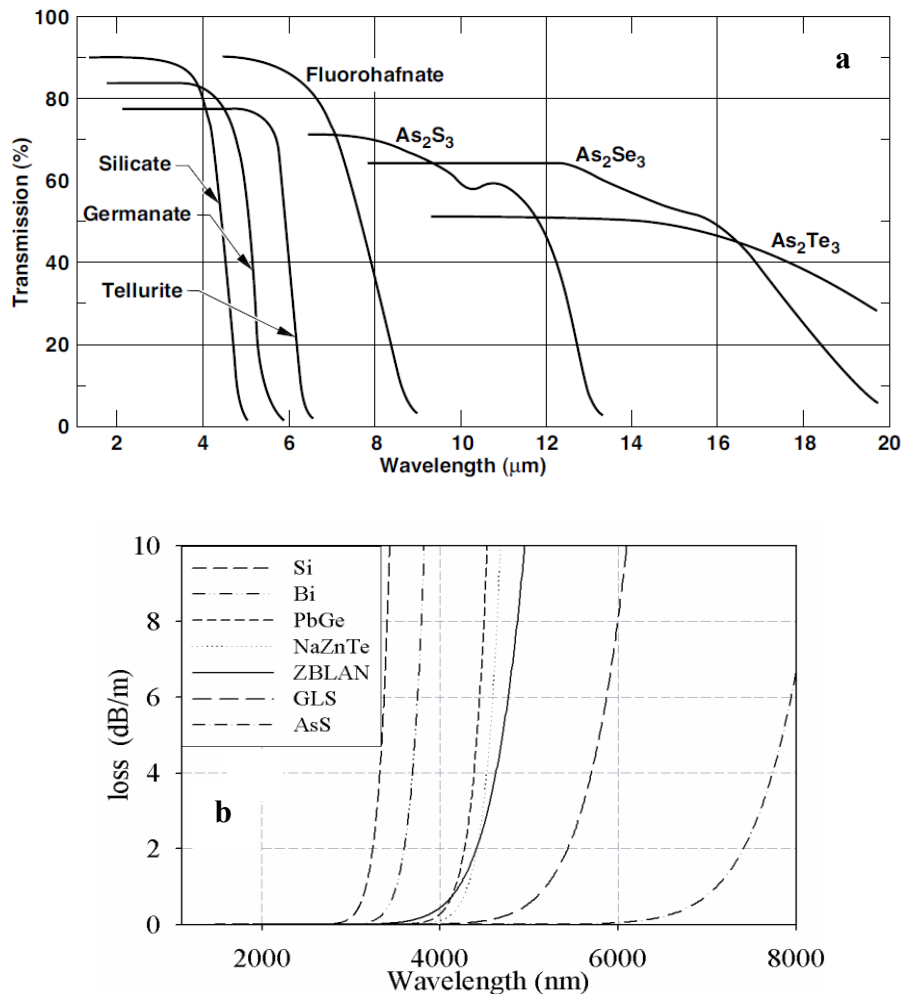 100
a
Fluorohafnate
80
As2S3
As2Se3
Silicate
60
Transmission (%)
Germanate
As2Te3
40
Tellurite
20
0
2 4 6 8 10 12 14 16 18 20
Wavelength (μm)
10
Si
Bi
8
PbGe
NaZnTe
ZBLAN
6
GLS
AsS
loss (dB/m)
4
b
2
0
2000 4000 6000 8000
Wavelength (nm)